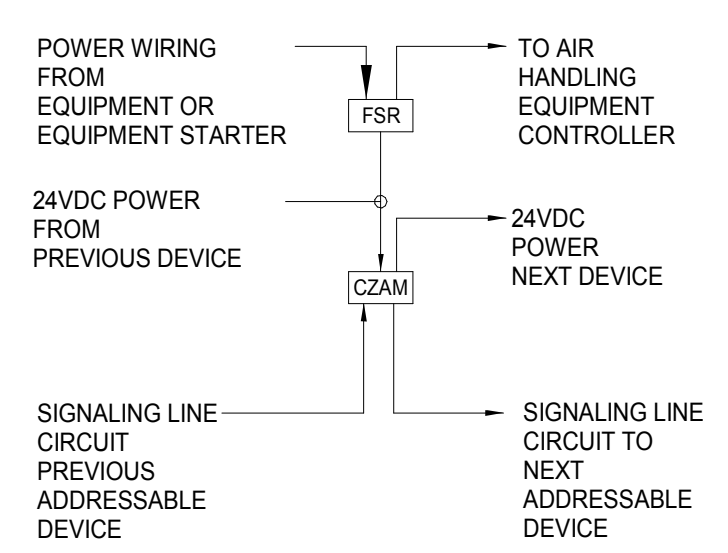 POWER WIRING
FROM
EQUIPMENT OR
EQUIPMENT STARTER
TO AIR
HANDLING
EQUIPMENT
CONTROLLER
FSR
24VDC POWER
FROM
PREVIOUS DEVICE
24VDC
POWER
NEXT DEVICE
CZAM
SIGNALING LINE
CIRCUIT
PREVIOUS
ADDRESSABLE
DEVICE
SIGNALING LINE
CIRCUIT TO
NEXT
ADDRESSABLE
DEVICE